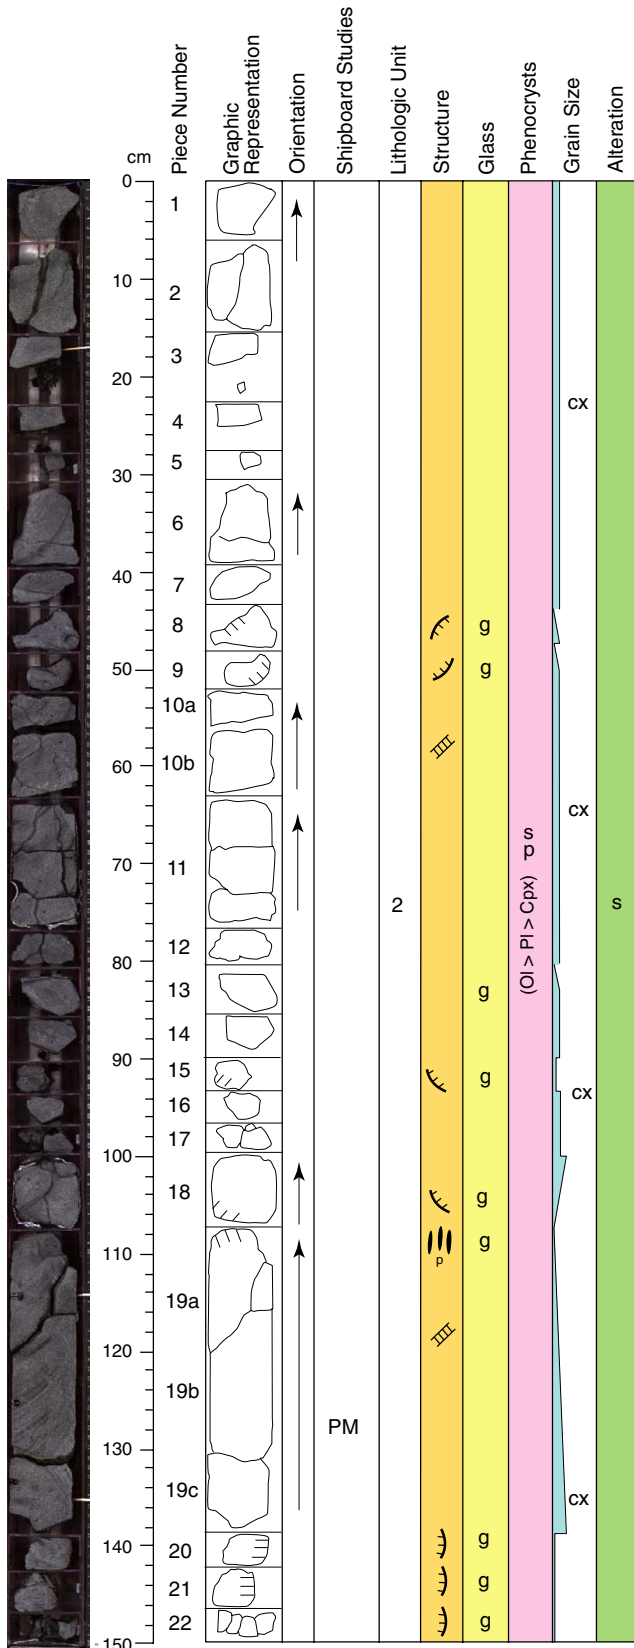 cm
Piece Number
Graphic
Representation
Orientation
Shipboard Studies
Lithologic Unit
Structure
Glass
Phenocrysts
Grain Size
Alteration
0
1
10
2
3
20
cx
4
5
30
6
40
7
8
g
50
9
g
10a
10b
60
cx
s
p
(Ol > Pl > Cpx)
70
11
2
s
12
80
13
g
14
90
15
g
cx
16
17
100
18
g
g
p
110
19a
120
19b
PM
130
19c
cx
140
20
g
21
g
22
g
150